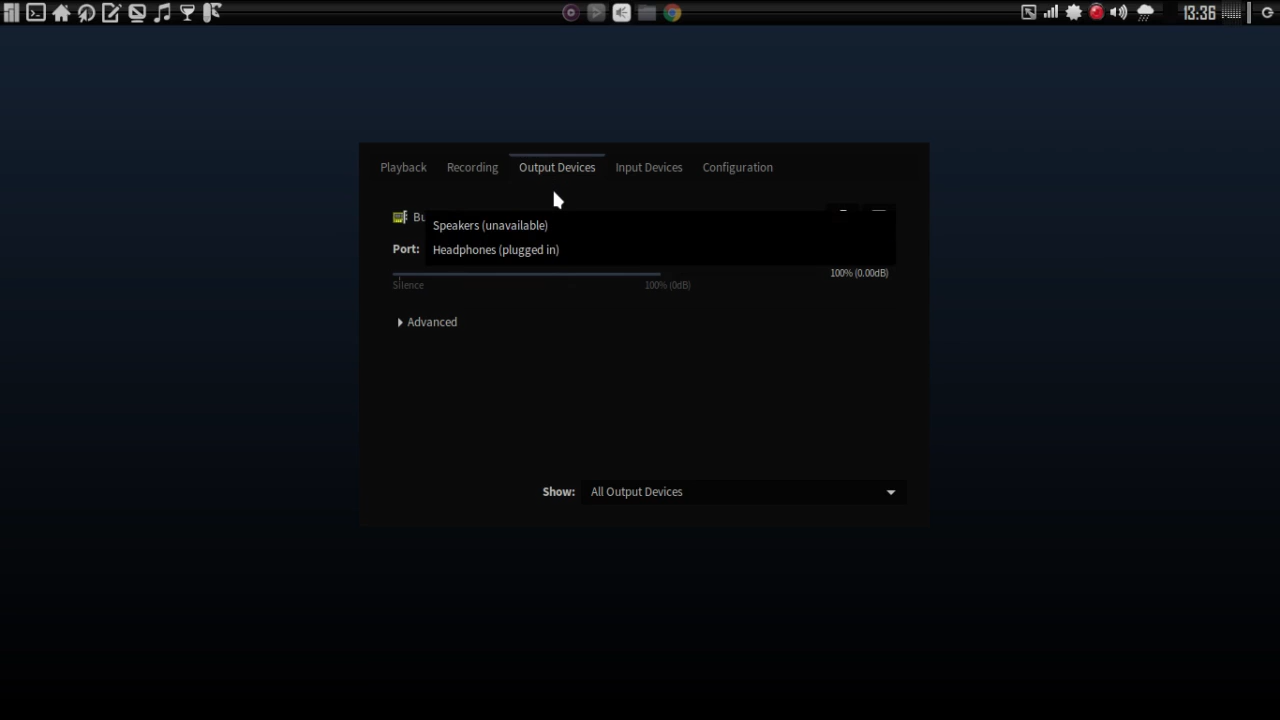 13:36
Playback Recording Output Devices Input Devices Configuration
Bu
Speakers (unavailable)
Port: Headphones (plugged in)
100% (0.00dB)
Silence 100% (0dB)
Advanced
Show: All Output Devices